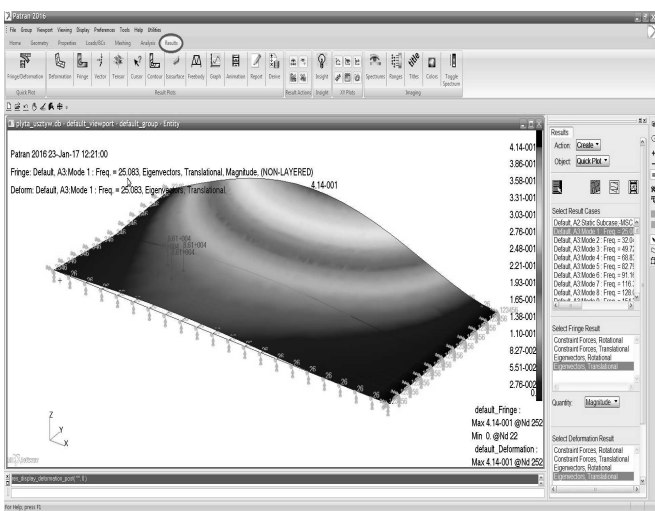 Patran 2016
File Group Viewport Viewing Display Preferences Tools Help Utilities
Home Geometry Properties Loads/BCs Meshing Analysis Results
Fringe/Deformation Deformation Fringe Vector Tensor Cursor Contour Isosurface Freebody Graph Animation Report Derive Insight Spectrums Ranges Titles Colors Toggle Spectrum
Quick Plot Result Plots Result Actions Insight XY Plots Imaging
plyta_usztyw.db - default_viewport - default_group - Entity
Patran 2016 23-Jan-17 12:21:00
Fringe: Default, A3:Mode 1 : Freq. = 25.083, Eigenvectors, Translational, Magnitude, (NON-LAYERED)
Deform: Default, A3:Mode 1 : Freq. = 25.083, Eigenvectors, Translational,
4.14-001
4.14-001
3.86-001
3.58-001
3.31-001
3.03-001
2.76-001
2.48-001
2.21-001
1.93-001
1.65-001
1.38-001
1.10-001
8.27-002
5.51-002
2.76-002
0.
default_Fringe :
Max 4.14-001 @Nd 252
Min 0. @Nd 22
default_Deformation :
Max 4.14-001 @Nd 252
Z
Y
X
Results
Action: Create
Object: Quick Plot
Select Result Cases
Default, A2:Static Subcase:-MSC
Default, A3:Mode 1 : Freq. = 25.0
Default, A3:Mode 2 : Freq. = 32.0
Default, A3:Mode 3 : Freq. = 49.72
Default, A3:Mode 4 : Freq. = 68.8
Default, A3:Mode 5 : Freq. = 82.79
Default, A3:Mode 6 : Freq. = 91.16
Default, A3:Mode 7 : Freq. = 116.
Default, A3:Mode 8 : Freq. = 128.
Select Fringe Result
Constraint Forces, Rotational
Constraint Forces, Translational
Eigenvectors, Rotational
Eigenvectors, Translational
Quantity: Magnitude
Select Deformation Result
Constraint Forces, Rotational
Constraint Forces, Translational
Eigenvectors, Rotational
Eigenvectors, Translational
For Help, press F1